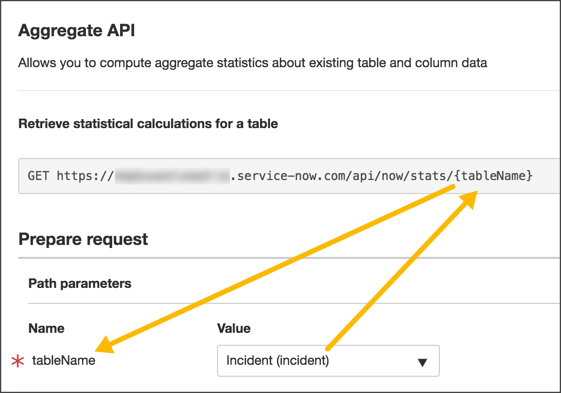 Aggregate API
Allows you to compute aggregate statistics about existing table and column data
Retrieve statistical calculations for a table
GET https:// .service-now.com/api/now/stats/{tableName}
Prepare request
Path parameters
Name Value
* tableName Incident (incident) ▼